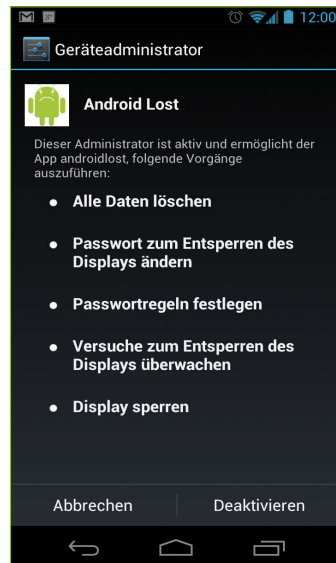 12:00
Geräteadministrator
Android Lost
Dieser Administrator ist aktiv und ermöglicht der
App androidlost, folgende Vorgänge
auszuführen:
● Alle Daten löschen
● Passwort zum Entsperren des
Displays ändern
● Passwortregeln festlegen
● Versuche zum Entsperren des
Displays überwachen
● Display sperren
Abbrechen Deaktivieren